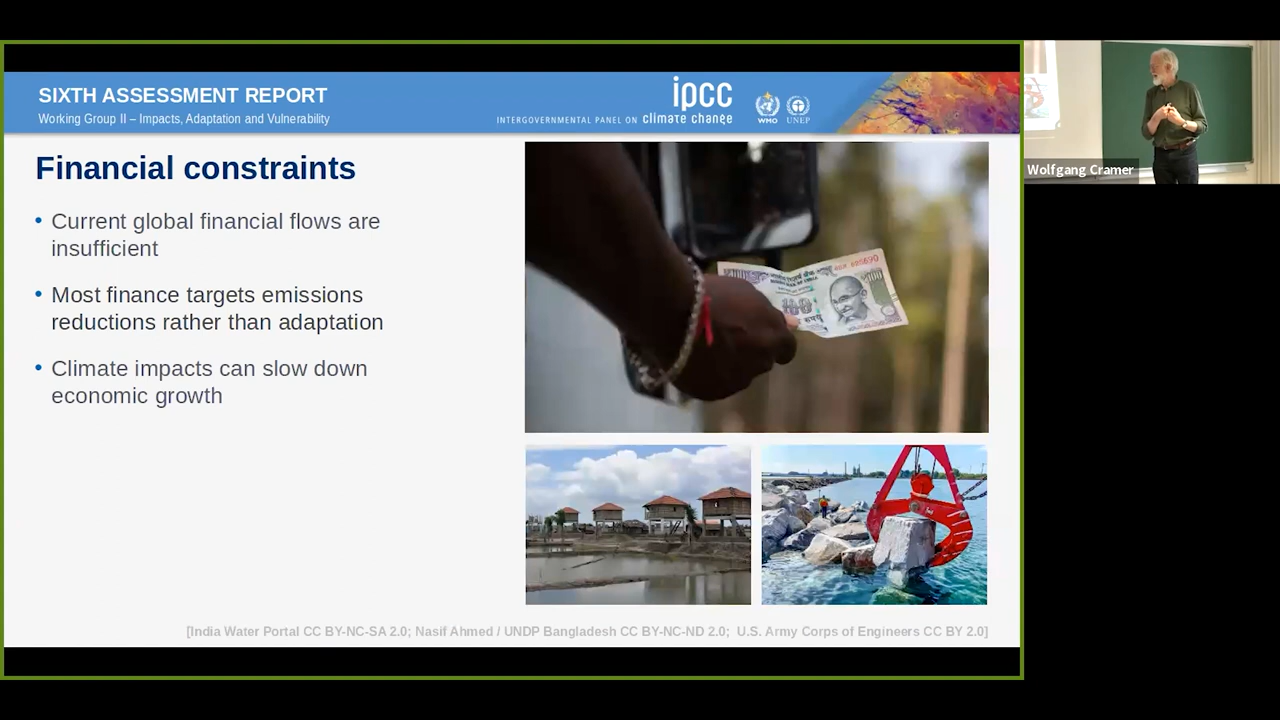 SIXTH ASSESSMENT REPORT
Working Group II – Impacts, Adaptation and Vulnerability
ipcc
INTERGOVERNMENTAL PANEL ON climate change
WMO
UNEP
Wolfgang Cramer
Financial constraints
• Current global financial flows are
insufficient
• Most finance targets emissions
reductions rather than adaptation
• Climate impacts can slow down
economic growth
100
[India Water Portal CC BY-NC-SA 2.0; Nasif Ahmed / UNDP Bangladesh CC BY-NC-ND 2.0; U.S. Army Corps of Engineers CC BY 2.0]